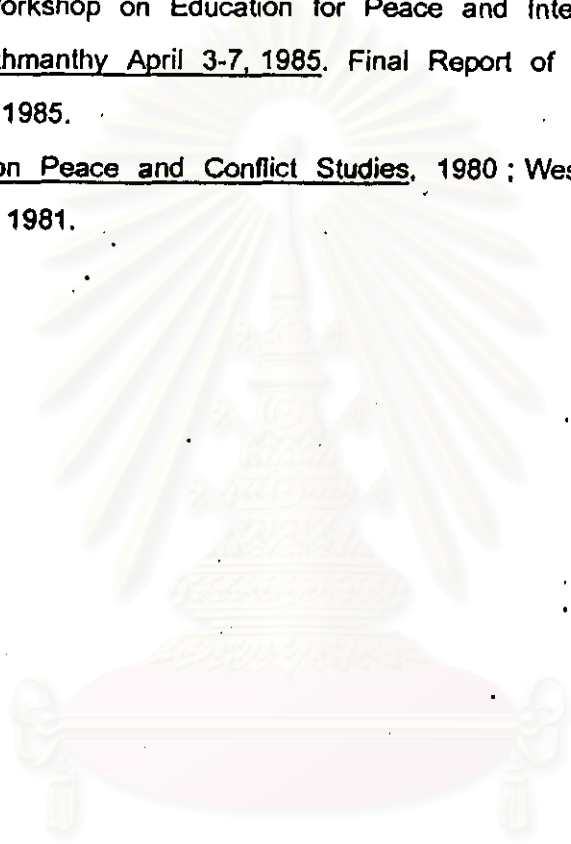 orkshop on Education for Peace and Inte
hmanthy April 3-7, 1985. Final Report of
1985.
on Peace and Conflict Studies, 1980 ; Wes
1981.